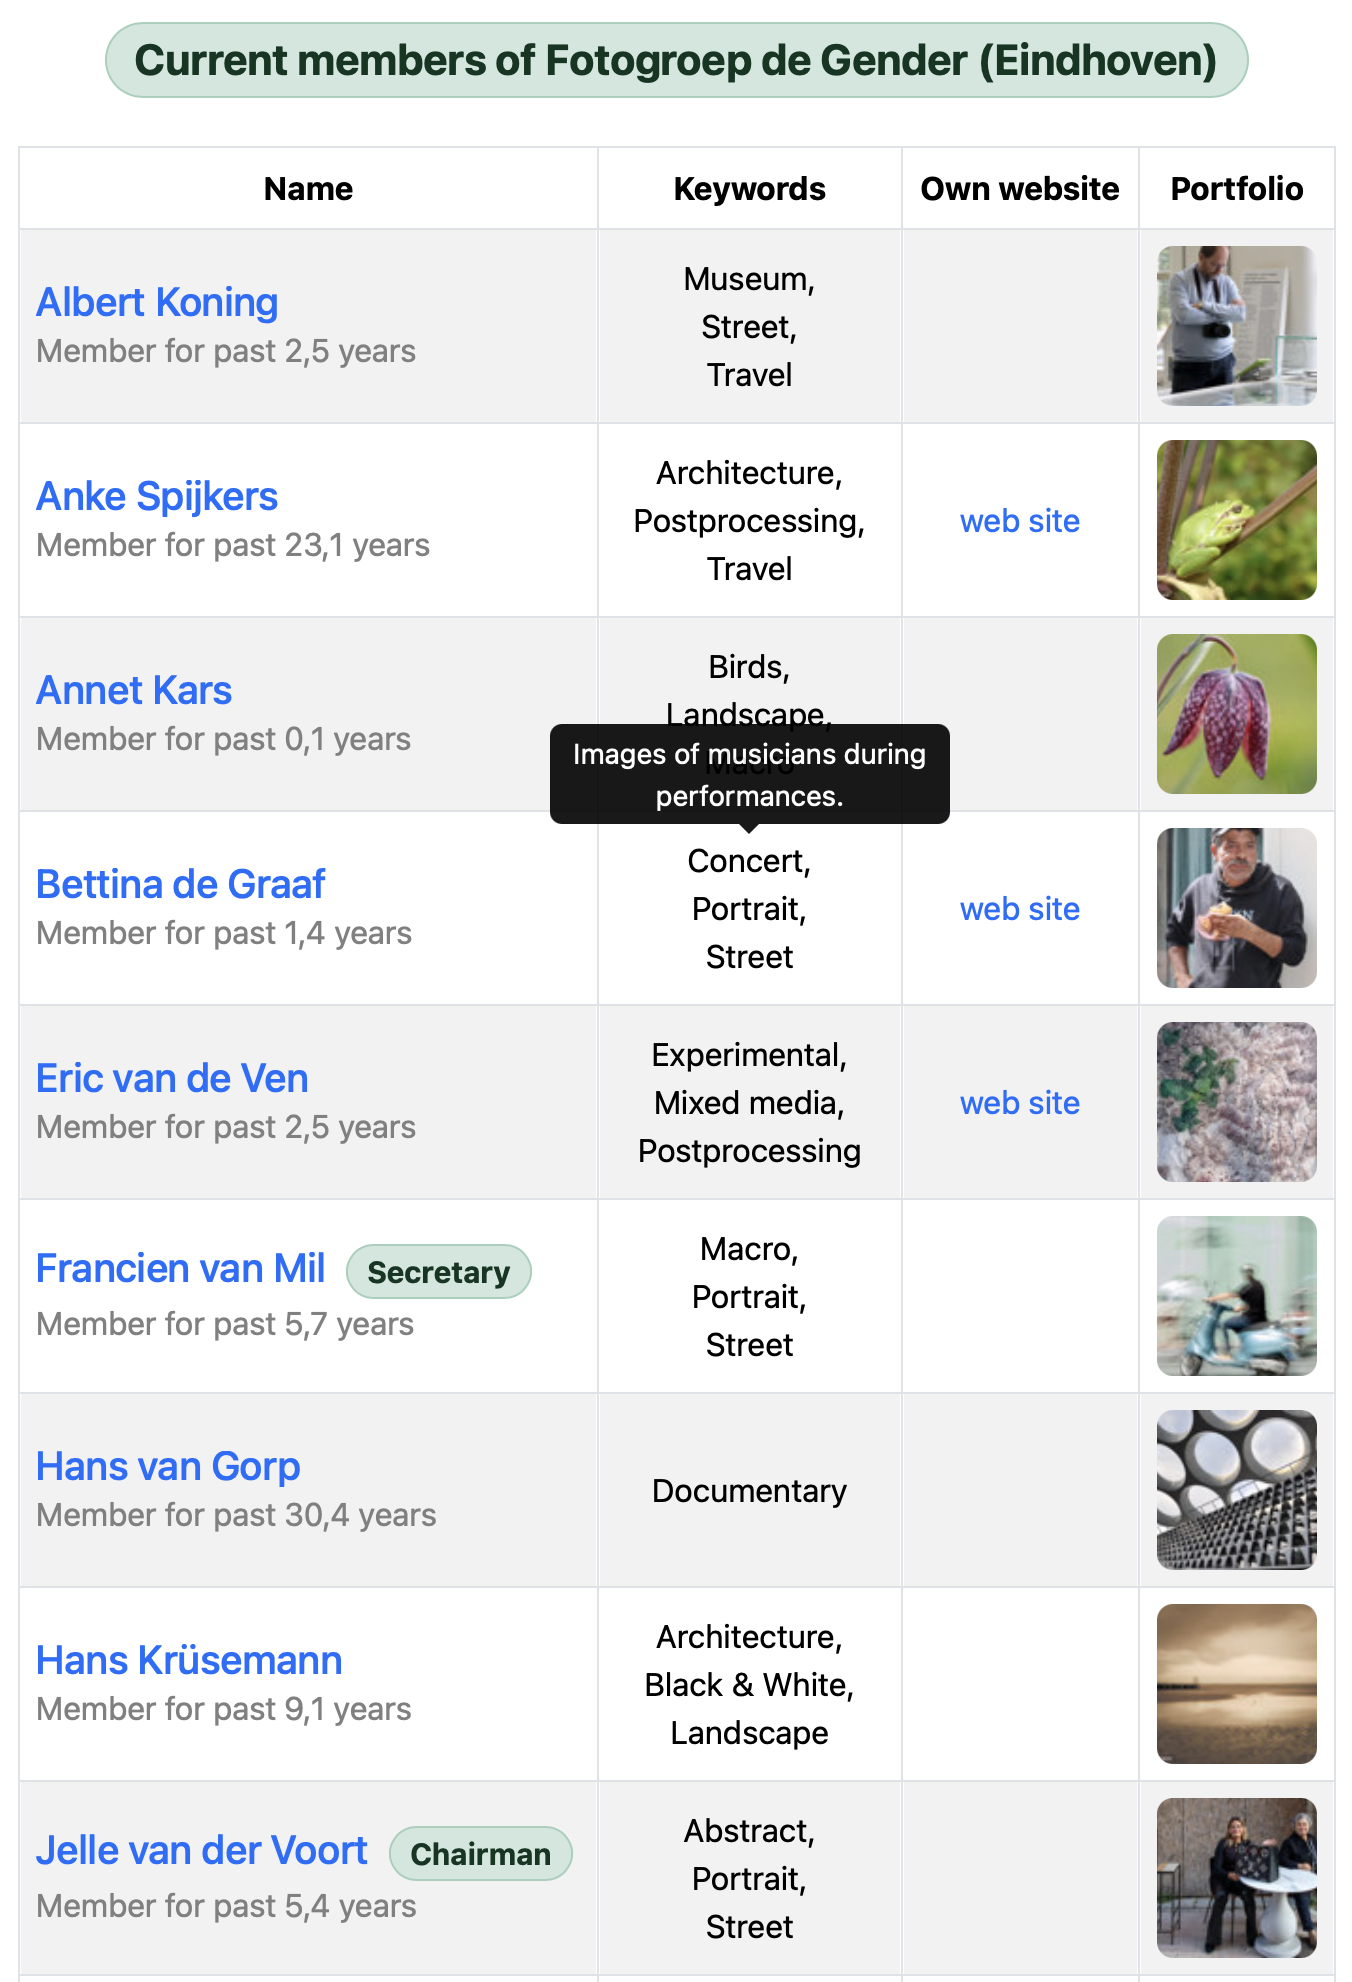 Current members of Fotogroep de Gender (Eindhoven)
Name Keywords Own website Portfolio
Albert Koning
Member for past 2,5 years
Museum,
Street,
Travel
Anke Spijkers
Member for past 23,1 years
Architecture,
Postprocessing,
Travel
web site
Annet Kars
Member for past 0,1 years
Birds,
Landscape,
Macro
Images of musicians during
performances.
Bettina de Graaf
Member for past 1,4 years
Concert,
Portrait,
Street
web site
Eric van de Ven
Member for past 2,5 years
Experimental,
Mixed media,
Postprocessing
web site
Francien van Mil Secretary
Member for past 5,7 years
Macro,
Portrait,
Street
Hans van Gorp
Member for past 30,4 years
Documentary
Hans Krüsemann
Member for past 9,1 years
Architecture,
Black & White,
Landscape
Jelle van der Voort Chairman
Member for past 5,4 years
Abstract,
Portrait,
Street